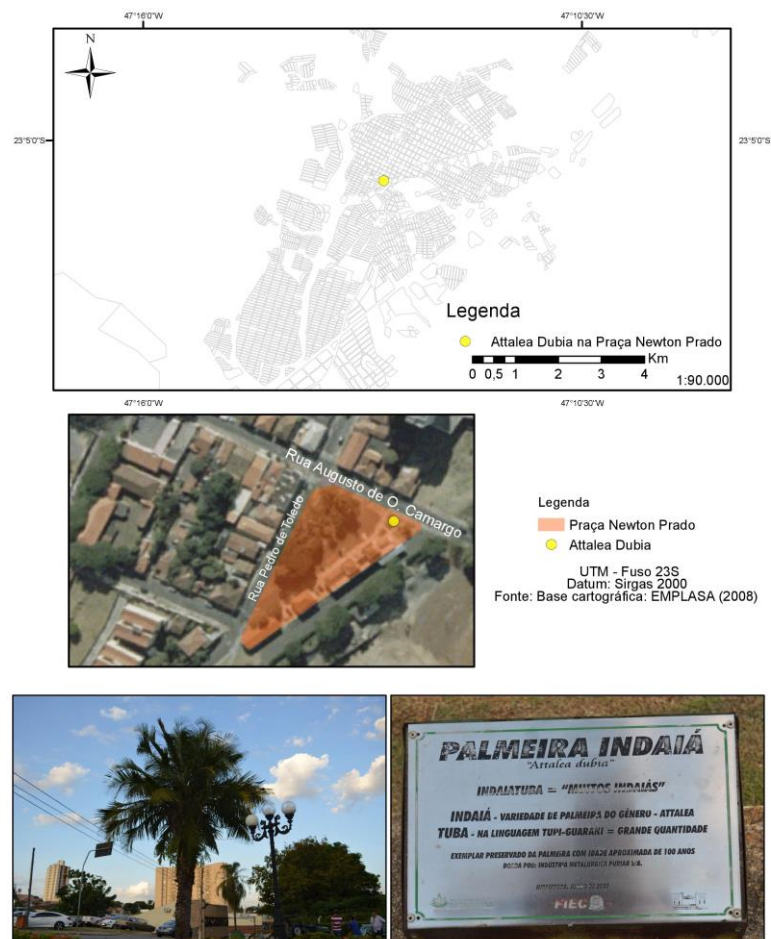 47°16'0"W 47°10'30"W
N
23°5'0"S 23°5'0"S
Legenda
Attalea Dubia na Praça Newton Prado
Km
0 0,5 1 2 3 4
1:90.000
47°16'0"W 47°10'30"W
Rua Augusto de O. Camargo
Rua Pedro de Toledo
Legenda
Praça Newton Prado
Attalea Dubia
UTM - Fuso 23S
Datum: Sirgas 2000
Fonte: Base cartográfica: EMPLASA (2008)
PALMEIRA INDAIÁ
"Attalea dubia"
INDAIATUBA = "MUITOS INDAIÁS"
INDAIÁ - VARIEDADE DE PALMEIRA DO GÊNERO - ATTALEA
TUBA - NA LINGUAGEM TUPI-GUARANI = GRANDE QUANTIDADE
EXEMPLAR PRESERVADO DA PALMEIRA COM IDADE APROXIMADA DE 100 ANOS
INDÚSTRIA METALÚRGICA
FIEC